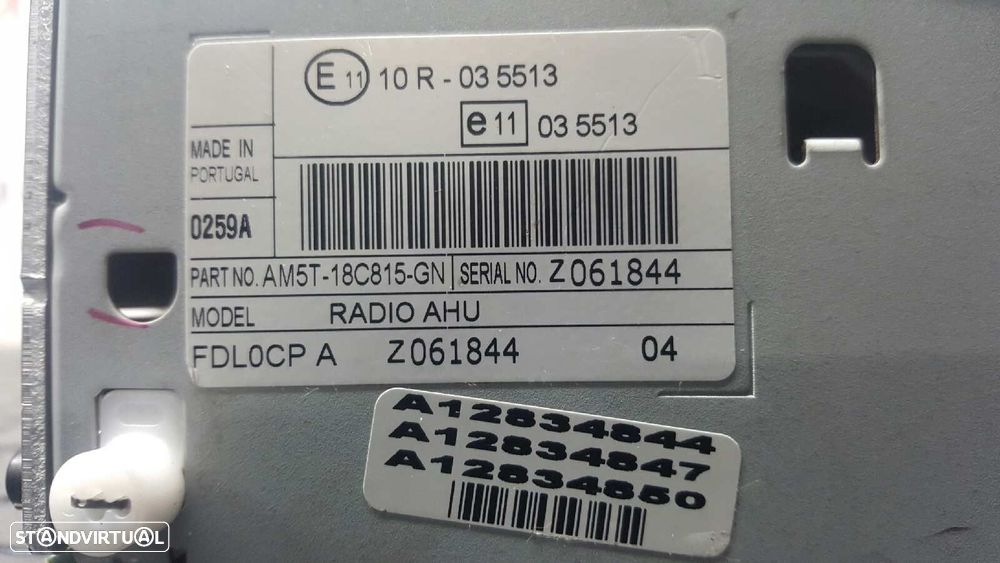 E 11 10 R - 03 5513
e 11 03 5513
MADE IN
PORTUGAL
0259A
PART NO. AM5T-18C815-GN SERIAL NO. Z061844
MODEL RADIO AHU
FDL0CP A Z061844 04
A12834844
A12834847
A12834850
STANDVIRTUAL